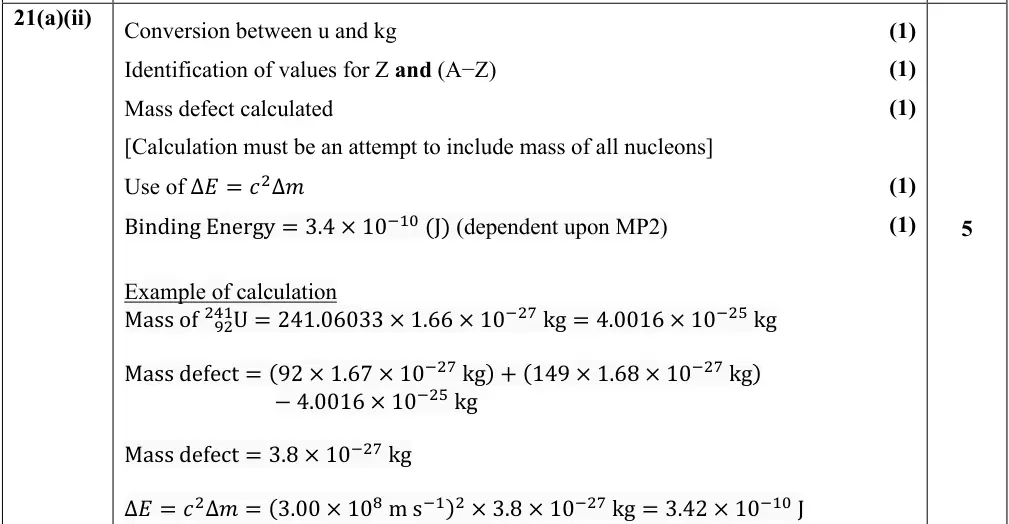 21(a)(ii)
Conversion between u and kg (1)
Identification of values for Z and (A−Z) (1)
Mass defect calculated (1)
[Calculation must be an attempt to include mass of all nucleons]
Use of Δ𝐸 = 𝑐²Δ𝑚 (1)
Binding Energy = 3.4 × 10⁻¹⁰ (J) (dependent upon MP2) (1) 5
Example of calculation
Mass of ²⁴¹₉₂U = 241.06033 × 1.66 × 10⁻²⁷ kg = 4.0016 × 10⁻²⁵ kg
Mass defect = (92 × 1.67 × 10⁻²⁷ kg) + (149 × 1.68 × 10⁻²⁷ kg)
− 4.0016 × 10⁻²⁵ kg
Mass defect = 3.8 × 10⁻²⁷ kg
Δ𝐸 = 𝑐²Δ𝑚 = (3.00 × 10⁸ m s⁻¹)² × 3.8 × 10⁻²⁷ kg = 3.42 × 10⁻¹⁰ J